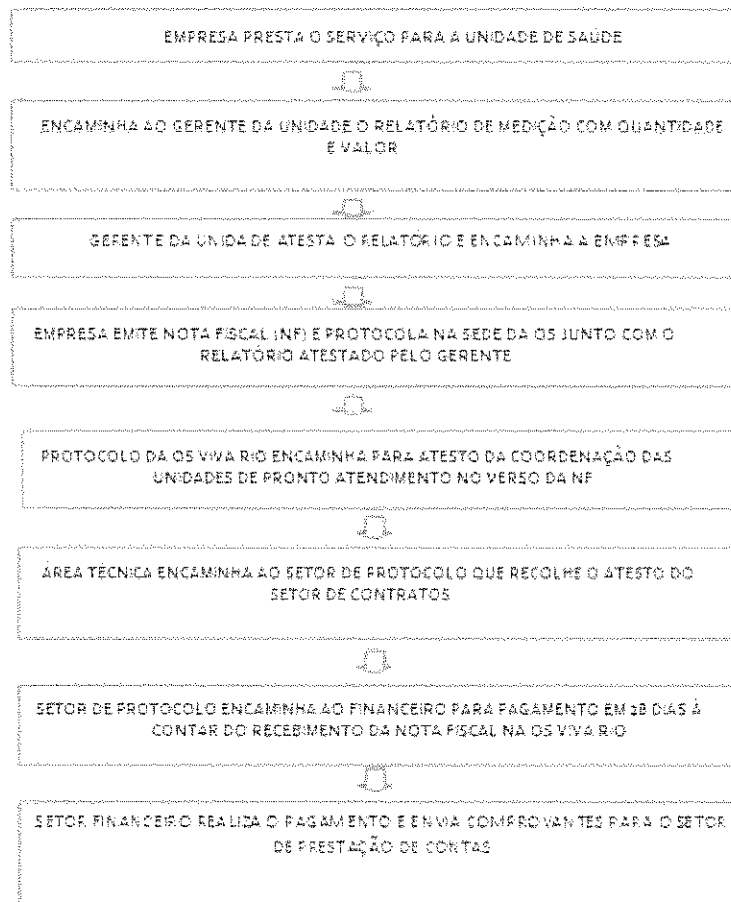 EMPRESA PRESTA O SERVIÇO PARA A UNIDADE DE SAÚDE
ENCAMINHA AO GERENTE DA UNIDADE O RELATÓRIO DE MEDIÇÃO COM QUANTIDADE
E VALOR
GERENTE DA UNIDADE ATESTA O RELATÓRIO E ENCAMINHA A EMPRESA
EMPRESA EMITE NOTA FISCAL (NF) E PROTOCOLA NA SEDE DA OS JUNTO COM O
RELATÓRIO ATESTADO PELO GERENTE
PROTOCOLO DA OS VIVA RIO ENCAMINHA PARA ATESTO DA COORDENAÇÃO DAS
UNIDADES DE PRONTO ATENDIMENTO NO VERSO DA NF
ÁREA TÉCNICA ENCAMINHA AO SETOR DE PROTOCOLO QUE RECOLHE O ATESTO DO
SETOR DE CONTRATOS
SETOR DE PROTOCOLO ENCAMINHA AO FINANCEIRO PARA PAGAMENTO EM 28 DIAS À
CONTAR DO RECEBIMENTO DA NOTA FISCAL NA OS VIVA RIO
SETOR FINANCEIRO REALIZA O PAGAMENTO E ENVIA COMPROVANTES PARA O SETOR
DE PRESTAÇÃO DE CONTAS